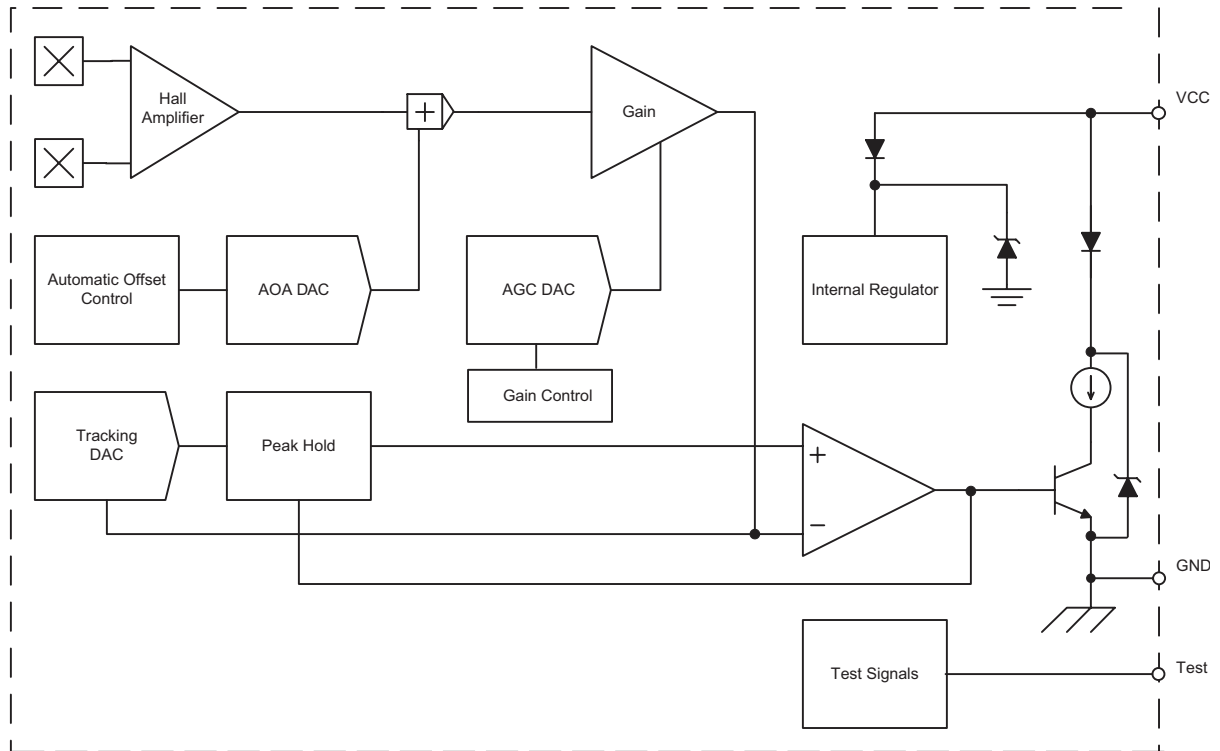 Hall
Amplifier
+
Gain
VCC
Automatic Offset
Control
AOA DAC
AGC DAC
Internal Regulator
Gain Control
Tracking
DAC
Peak Hold
+
−
GND
Test Signals
Test